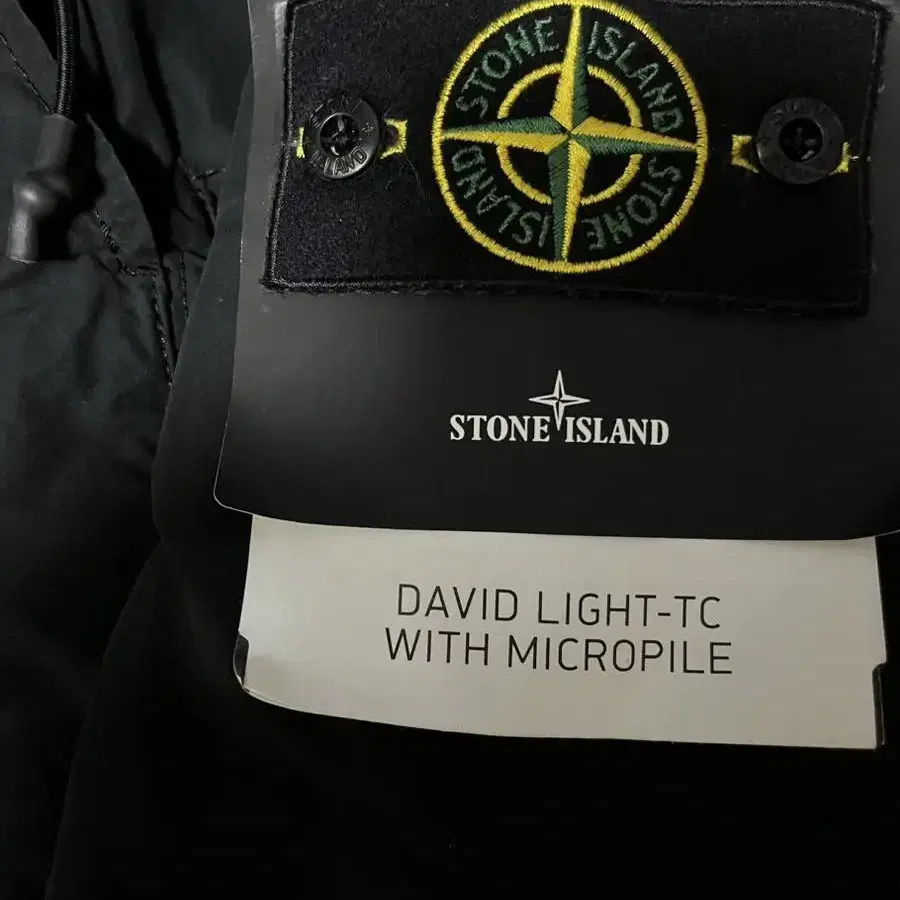 STONE ISLAND
STONE ISLAND
STONE ISLAND
DAVID LIGHT-TC
WITH MICROPILE